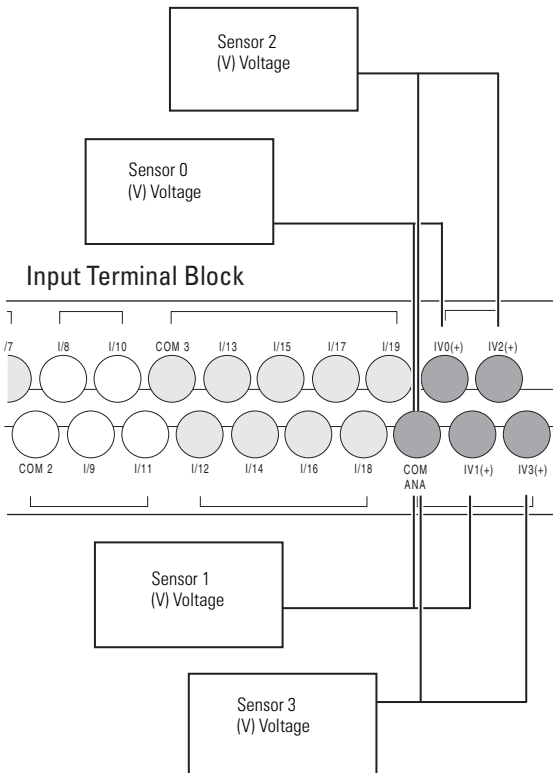 Sensor 2
(V) Voltage
Sensor 0
(V) Voltage
Input Terminal Block
/7 I/8 I/10 COM 3 I/13 I/15 I/17 I/19 IV0(+) IV2(+)
COM 2 I/9 I/11 I/12 I/14 I/16 I/18 COM IV1(+) IV3(+)
ANA
Sensor 1
(V) Voltage
Sensor 3
(V) Voltage